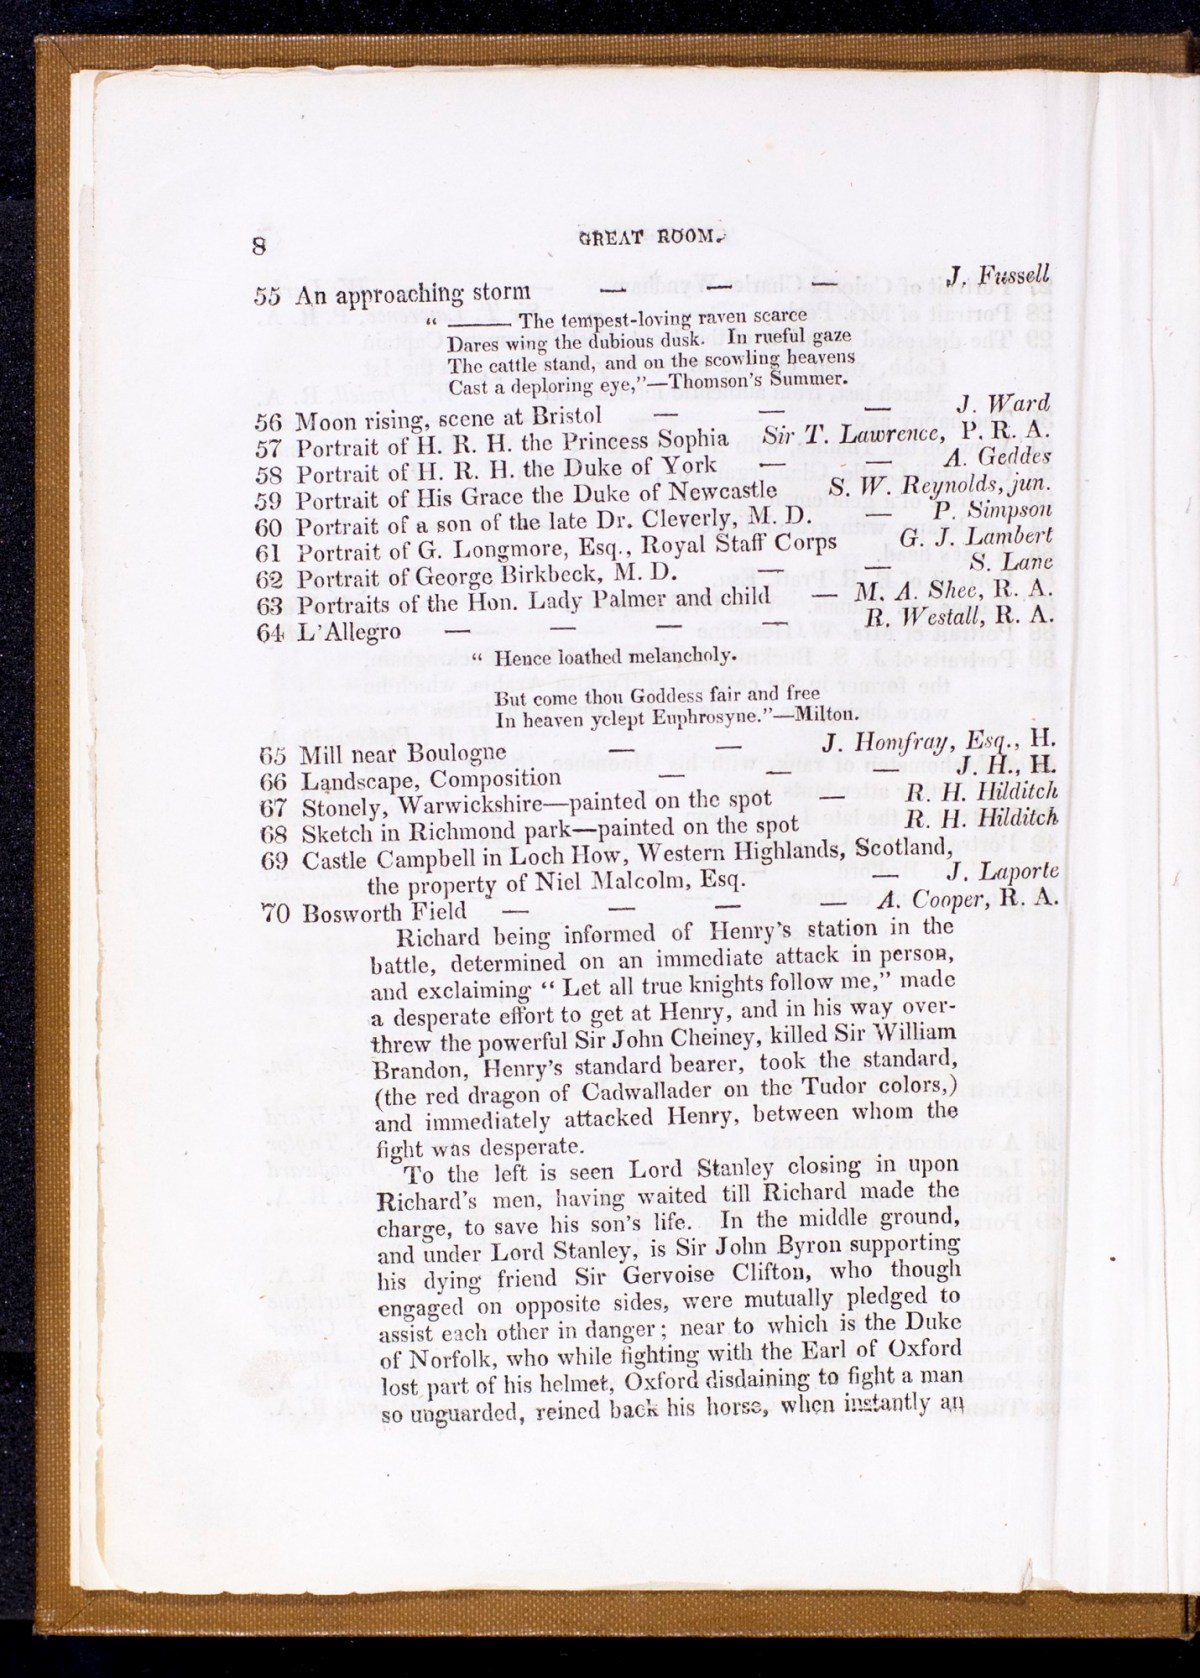 8 GREAT ROOM.
55 An approaching storm — — — J. Fussell
“ ——— The tempest-loving raven scarce
Dares wing the dubious dusk. In rueful gaze
The cattle stand, and on the scowling heavens
Cast a deploring eye,”—Thomson's Summer.
56 Moon rising, scene at Bristol — — — J. Ward
57 Portrait of H. R. H. the Princess Sophia Sir T. Lawrence, P. R. A.
58 Portrait of H. R. H. the Duke of York — — A. Geddes
59 Portrait of His Grace the Duke of Newcastle S. W. Reynolds, jun.
60 Portrait of a son of the late Dr. Cleverly, M. D. — P. Simpson
61 Portrait of G. Longmore, Esq., Royal Staff Corps G. J. Lambert
62 Portrait of George Birkbeck, M. D. — — S. Lane
63 Portraits of the Hon. Lady Palmer and child — M. A. Shee, R. A.
64 L'Allegro — — — — R. Westall, R. A.
“ Hence loathed melancholy.
But come thou Goddess fair and free
In heaven yclept Euphrosyne.”—Milton.
65 Mill near Boulogne — — J. Homfray, Esq., H.
66 Landscape, Composition — — — J. H., H.
67 Stonely, Warwickshire—painted on the spot — R. H. Hilditch
68 Sketch in Richmond park—painted on the spot R. H. Hilditch
69 Castle Campbell in Loch How, Western Highlands, Scotland,
the property of Niel Malcolm, Esq. — J. Laporte
70 Bosworth Field — — — — A. Cooper, R. A.
Richard being informed of Henry's station in the
battle, determined on an immediate attack in person,
and exclaiming “ Let all true knights follow me,” made
a desperate effort to get at Henry, and in his way over-
threw the powerful Sir John Cheiney, killed Sir William
Brandon, Henry's standard bearer, took the standard,
(the red dragon of Cadwallader on the Tudor colors,)
and immediately attacked Henry, between whom the
fight was desperate.
To the left is seen Lord Stanley closing in upon
Richard's men, having waited till Richard made the
charge, to save his son's life. In the middle ground,
and under Lord Stanley, is Sir John Byron supporting
his dying friend Sir Gervoise Clifton, who though
engaged on opposite sides, were mutually pledged to
assist each other in danger; near to which is the Duke
of Norfolk, who while fighting with the Earl of Oxford
lost part of his helmet, Oxford disdaining to fight a man
so unguarded, reined back his horse, when instantly an